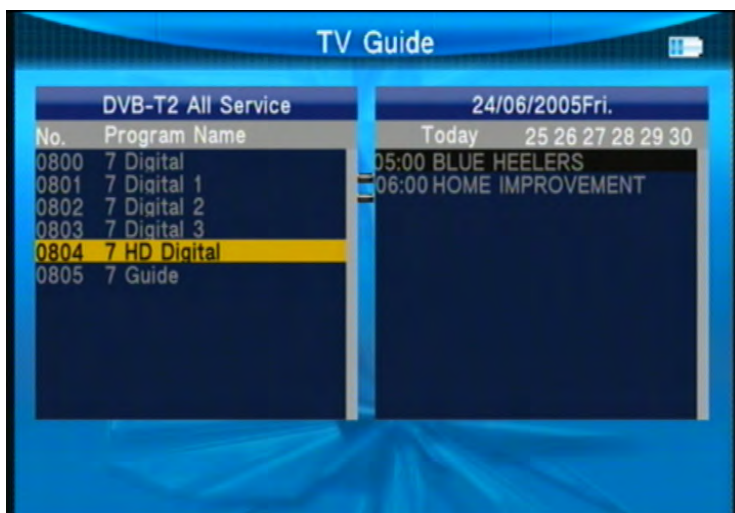 TV Guide
DVB-T2 All Service
No. Program Name
0800 7 Digital
0801 7 Digital 1
0802 7 Digital 2
0803 7 Digital 3
0804 7 HD Digital
0805 7 Guide
24/06/2005Fri.
Today 25 26 27 28 29 30
05:00 BLUE HEELERS
06:00 HOME IMPROVEMENT